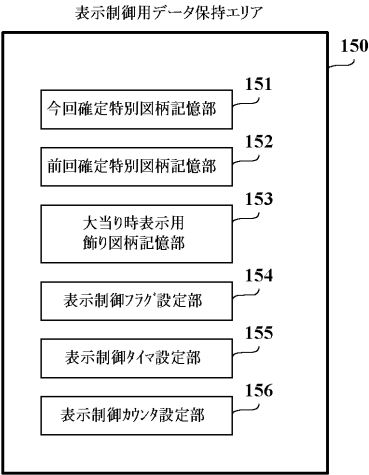 表示制御用データ保持エリア
150
151
今回確定特別図柄記憶部
152
前回確定特別図柄記憶部
153
大当り時表示用
飾り図柄記憶部
154
表示制御ﾌﾗｸﾞ設定部
155
表示制御ﾀｲﾏ設定部
156
表示制御ｶｳﾝﾀ設定部